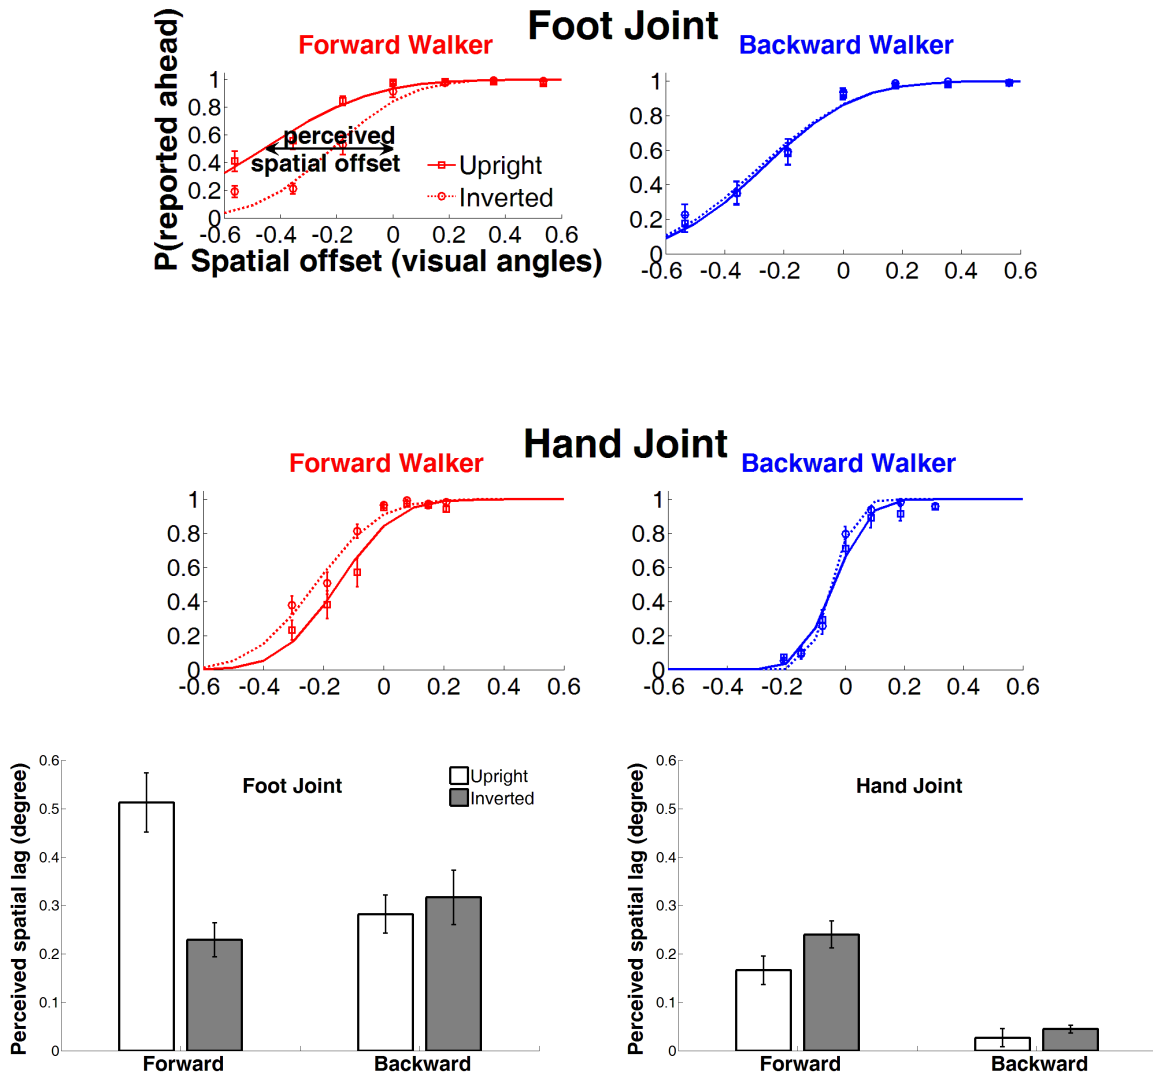 Foot Joint
Forward Walker
Backward Walker
P(reported ahead)
1
0.8
0.6
0.4
0.2
0
perceived
spatial offset
Upright
Inverted
-0.6 -0.4 -0.2 0 0.2 0.4 0.6
Spatial offset (visual angles)
1
0.8
0.6
0.4
0.2
0
-0.6 -0.4 -0.2 0 0.2 0.4 0.6
Hand Joint
Forward Walker
Backward Walker
1
0.8
0.6
0.4
0.2
0
-0.6 -0.4 -0.2 0 0.2 0.4 0.6
1
0.8
0.6
0.4
0.2
0
-0.6 -0.4 -0.2 0 0.2 0.4 0.6
Perceived spatial lag (degree)
0.6
0.5
0.4
0.3
0.2
0.1
0
Foot Joint
Upright
Inverted
Forward Backward
Perceived spatial lag (degree)
0.6
0.5
0.4
0.3
0.2
0.1
0
Hand Joint
Forward Backward